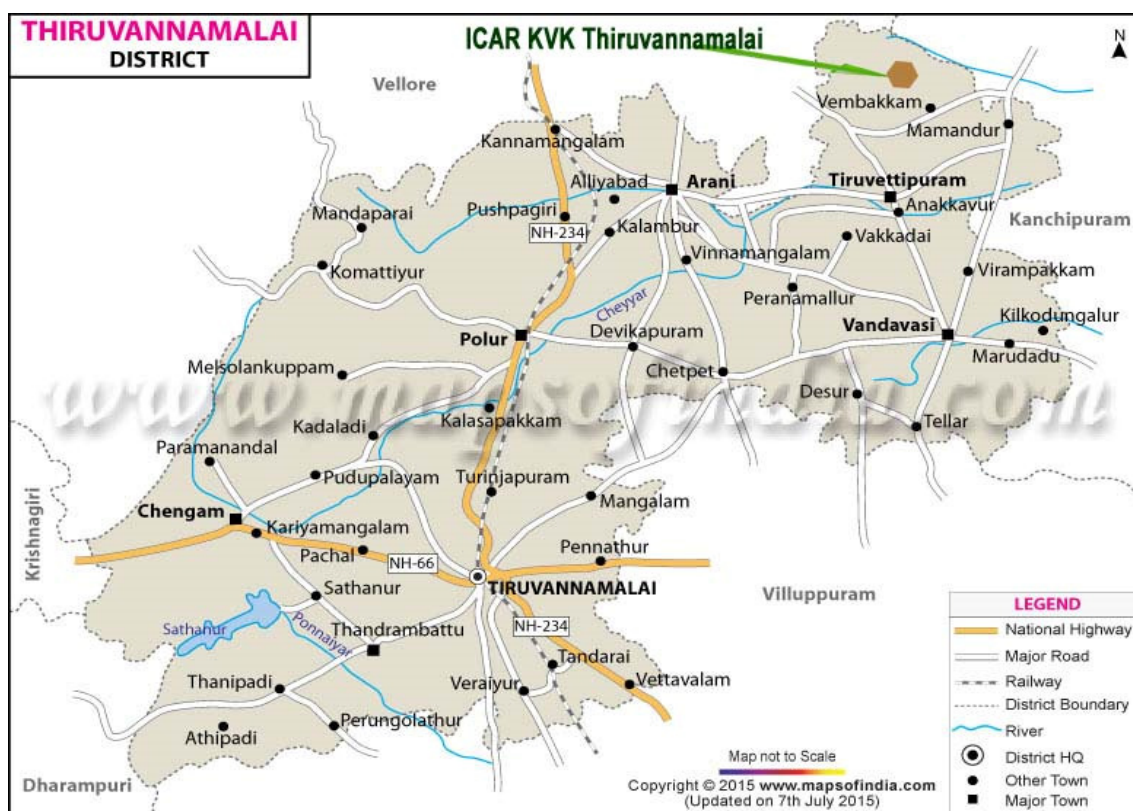 THIRUVANNAMALAI
DISTRICT
ICAR KVK Thiruvannamalai
N
Vellore
Vembakkam
Mamandur
Kannamangalam
Alliyabad
Arani
Tiruvettipuram
Mandaparai
Pushpagiri
Anakkavur
Kanchipuram
NH-234
Kalambur
Vakkadai
Komattiyur
Vinnamangalam
Virampakkam
Peranamallur
Cheyyar
Kilkodungalur
Polur
Devikapuram
Vandavasi
Marudadu
Melsolankuppam
Chetpet
www.mapsofindia.com
Desur
Kadaladi
Kalasapakkam
Tellar
Paramanandal
Pudupalayam
Turinjapuram
Mangalam
Chengam
Kariyamangalam
Krishnagiri
Pachal
NH-66
Pennathur
Sathanur
TIRUVANNAMALAI
Villuppuram
Sathanur
Ponnaiyar
Thandrambattu
NH-234
Tandarai
Thanipadi
Veraiyur
Vettavalam
Athipadi
Perungolathur
Dharampuri
LEGEND
National Highway
Major Road
Railway
District Boundary
River
District HQ
Other Town
Major Town
Map not to Scale
Copyright © 2015 www.mapsofindia.com
(Updated on 7th July 2015)